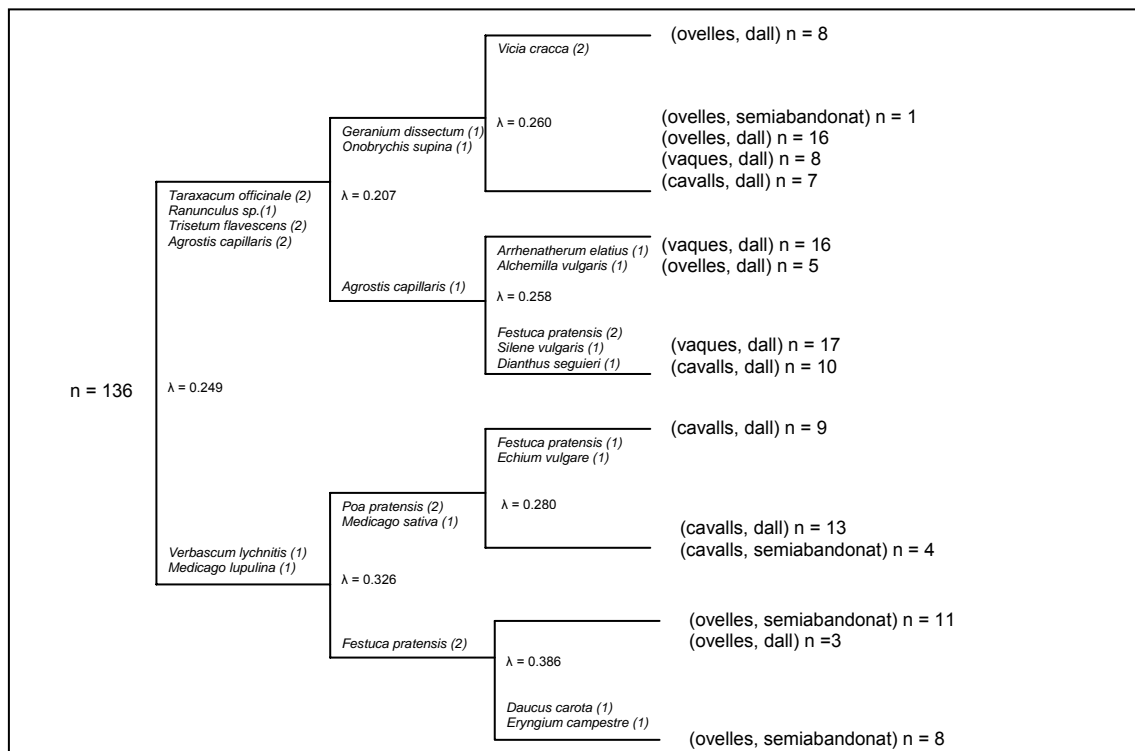 Vicia cracca (2)
(ovelles, dall) n = 8
λ = 0.260
Geranium dissectum (1)
Onobrychis supina (1)
(ovelles, semiabandonat) n = 1
(ovelles, dall) n = 16
(vaques, dall) n = 8
(cavalls, dall) n = 7
Taraxacum officinale (2)
Ranunculus sp.(1)
Trisetum flavescens (2)
Agrostis capillaris (2)
λ = 0.207
Arrhenatherum elatius (1)
Alchemilla vulgaris (1)
(vaques, dall) n = 16
(ovelles, dall) n = 5
Agrostis capillaris (1)
λ = 0.258
Festuca pratensis (2)
Silene vulgaris (1)
Dianthus seguieri (1)
(vaques, dall) n = 17
(cavalls, dall) n = 10
n = 136
λ = 0.249
Festuca pratensis (1)
Echium vulgare (1)
(cavalls, dall) n = 9
Poa pratensis (2)
Medicago sativa (1)
λ = 0.280
(cavalls, dall) n = 13
(cavalls, semiabandonat) n = 4
Verbascum lychnitis (1)
Medicago lupulina (1)
λ = 0.326
(ovelles, semiabandonat) n = 11
(ovelles, dall) n =3
Festuca pratensis (2)
λ = 0.386
Daucus carota (1)
Eryngium campestre (1)
(ovelles, semiabandonat) n = 8